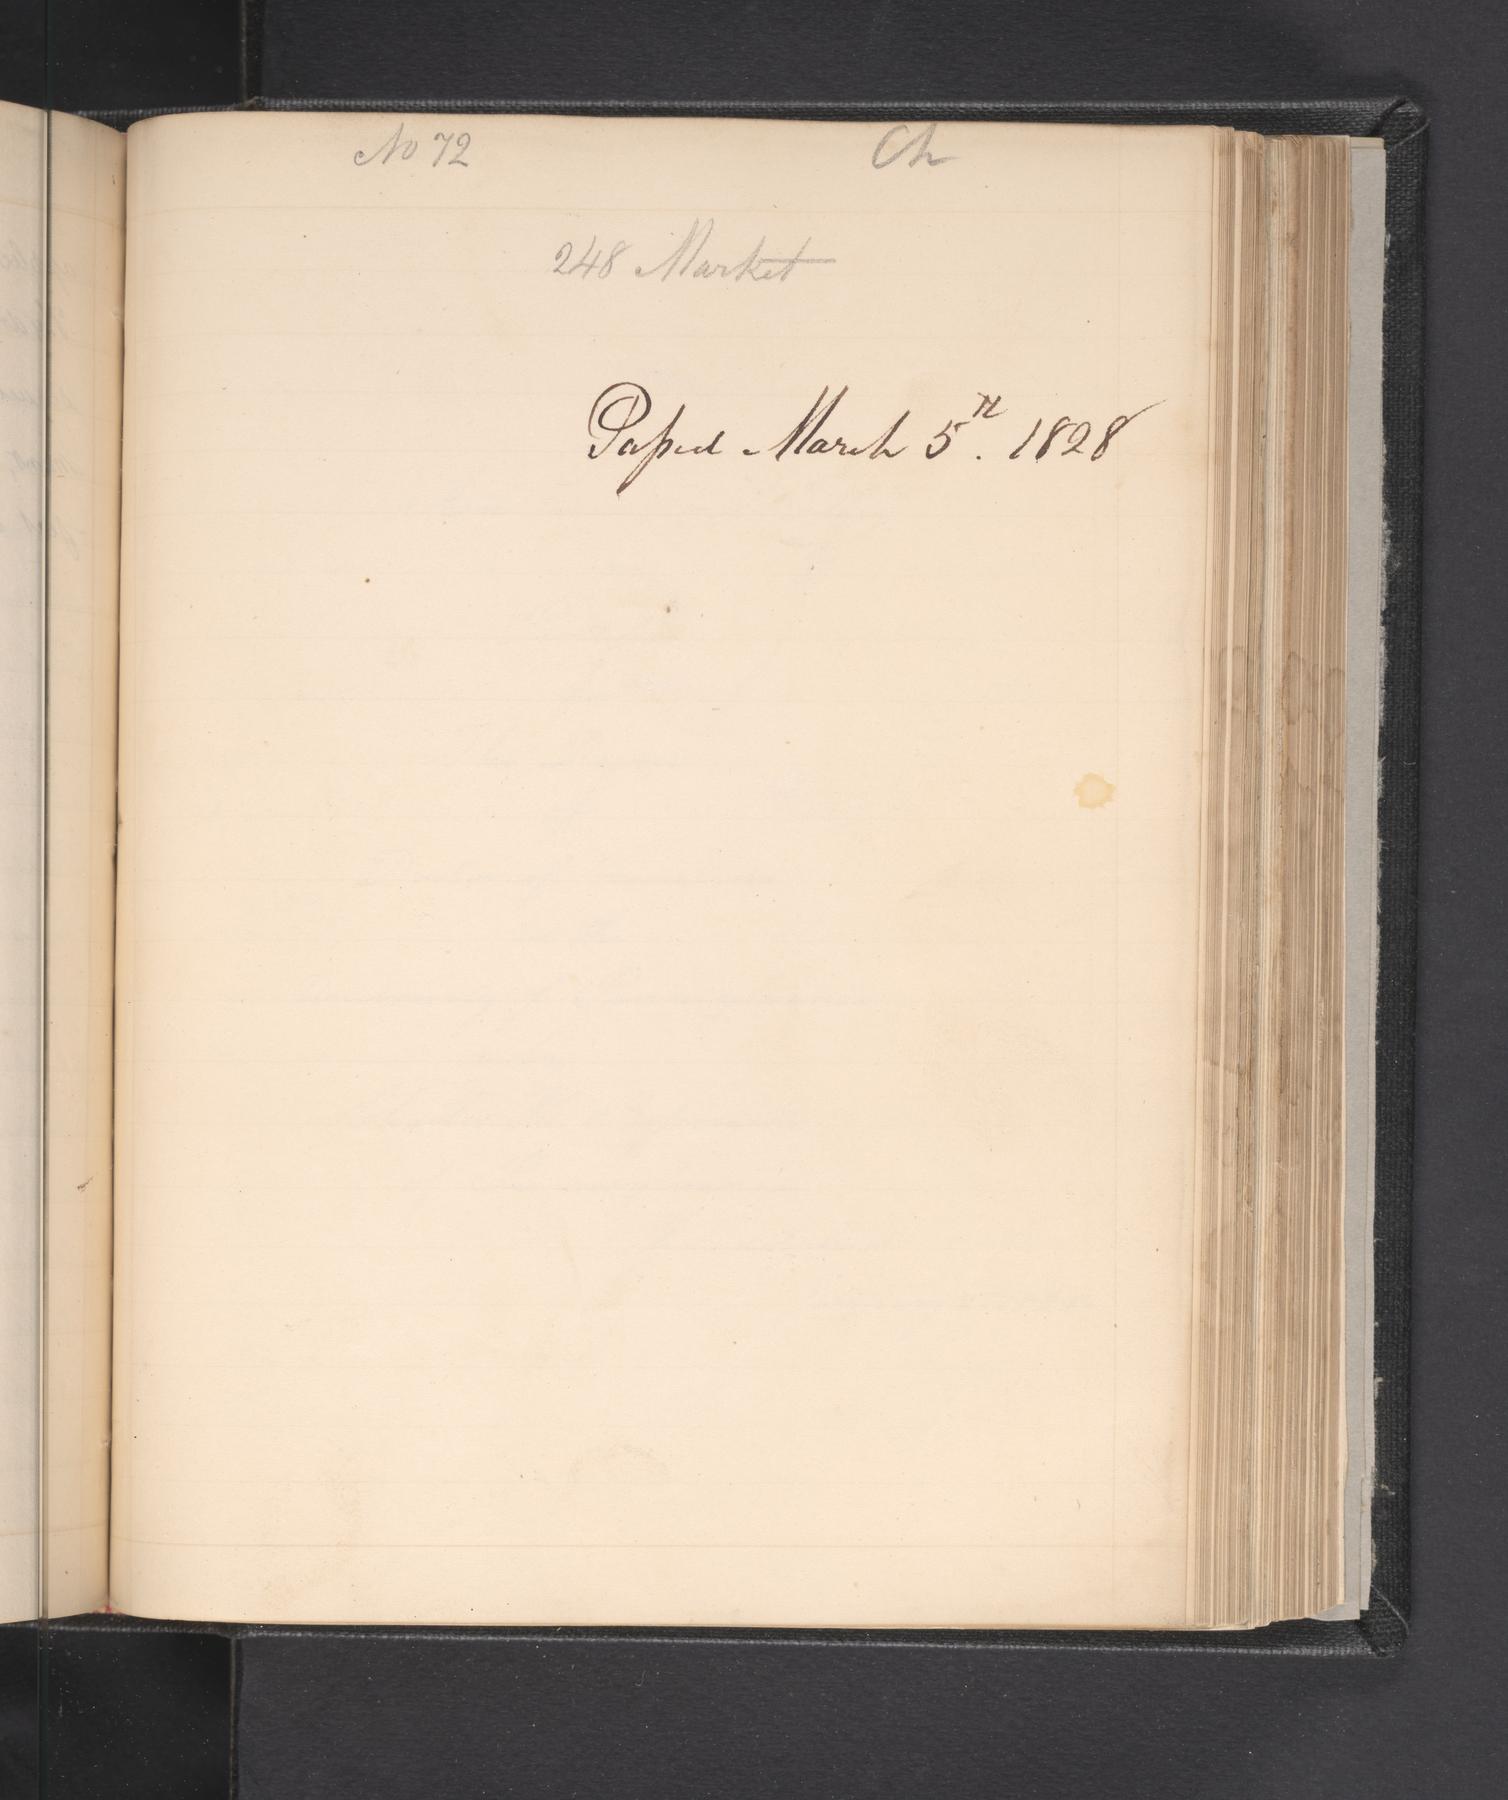 No 72 Ch
248 Market
Passed March 5th. 1828